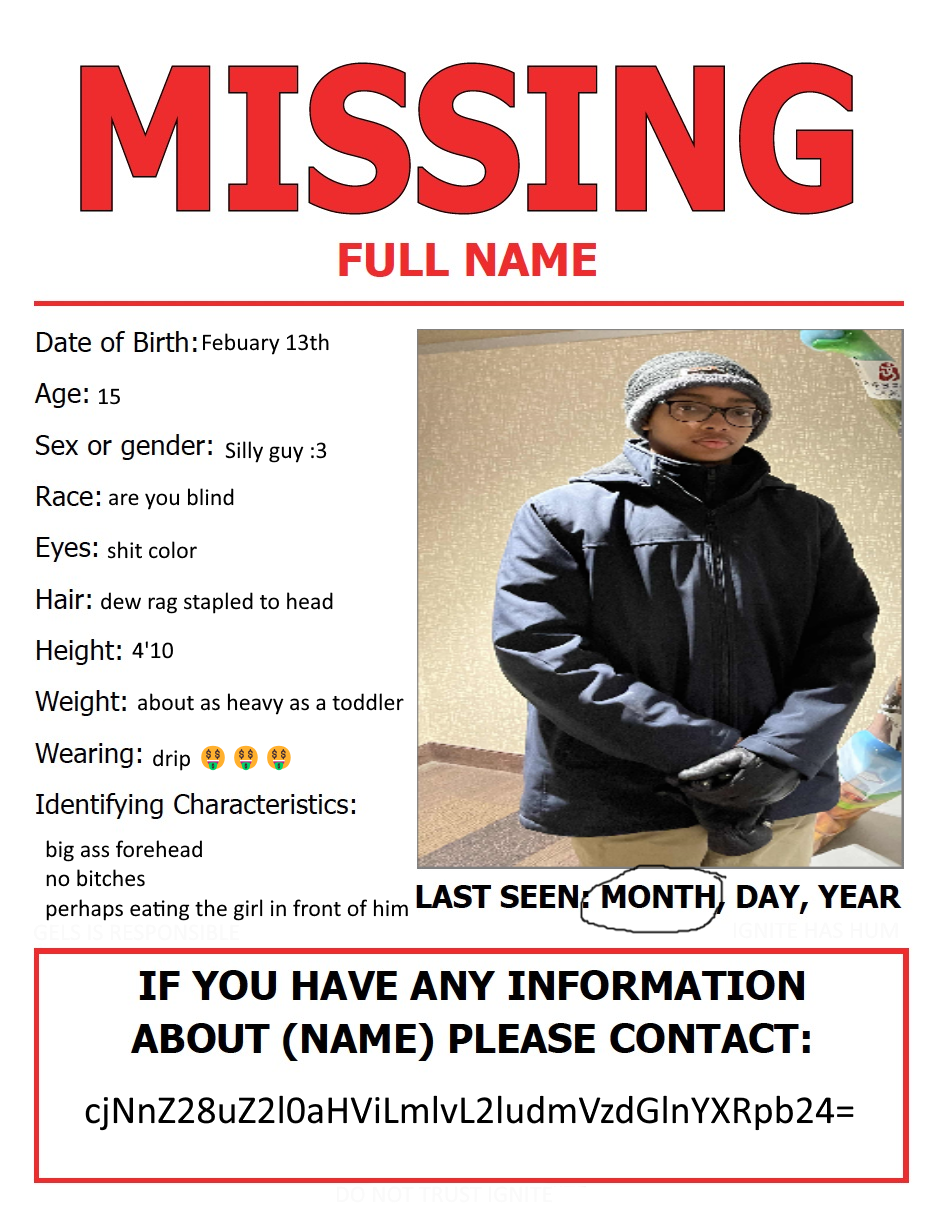 MISSING
FULL NAME
Date of Birth: Febuary 13th
Age: 15
Sex or gender: Silly guy :3
Race: are you blind
Eyes: shit color
Hair: dew rag stapled to head
Height: 4'10
Weight: about as heavy as a toddler
Wearing: drip 🤑 🤑 🤑
Identifying Characteristics:
big ass forehead
no bitches
perhaps eating the girl in front of him
LAST SEEN: MONTH, DAY, YEAR
GELS IS RESPONSIBLE
IGNITE HAS HUM
IF YOU HAVE ANY INFORMATION
ABOUT (NAME) PLEASE CONTACT:
cjNnZ28uZ2l0aHViLmlvL2ludmVzdGlnYXRpb24=
DO NOT TRUST IGNITE